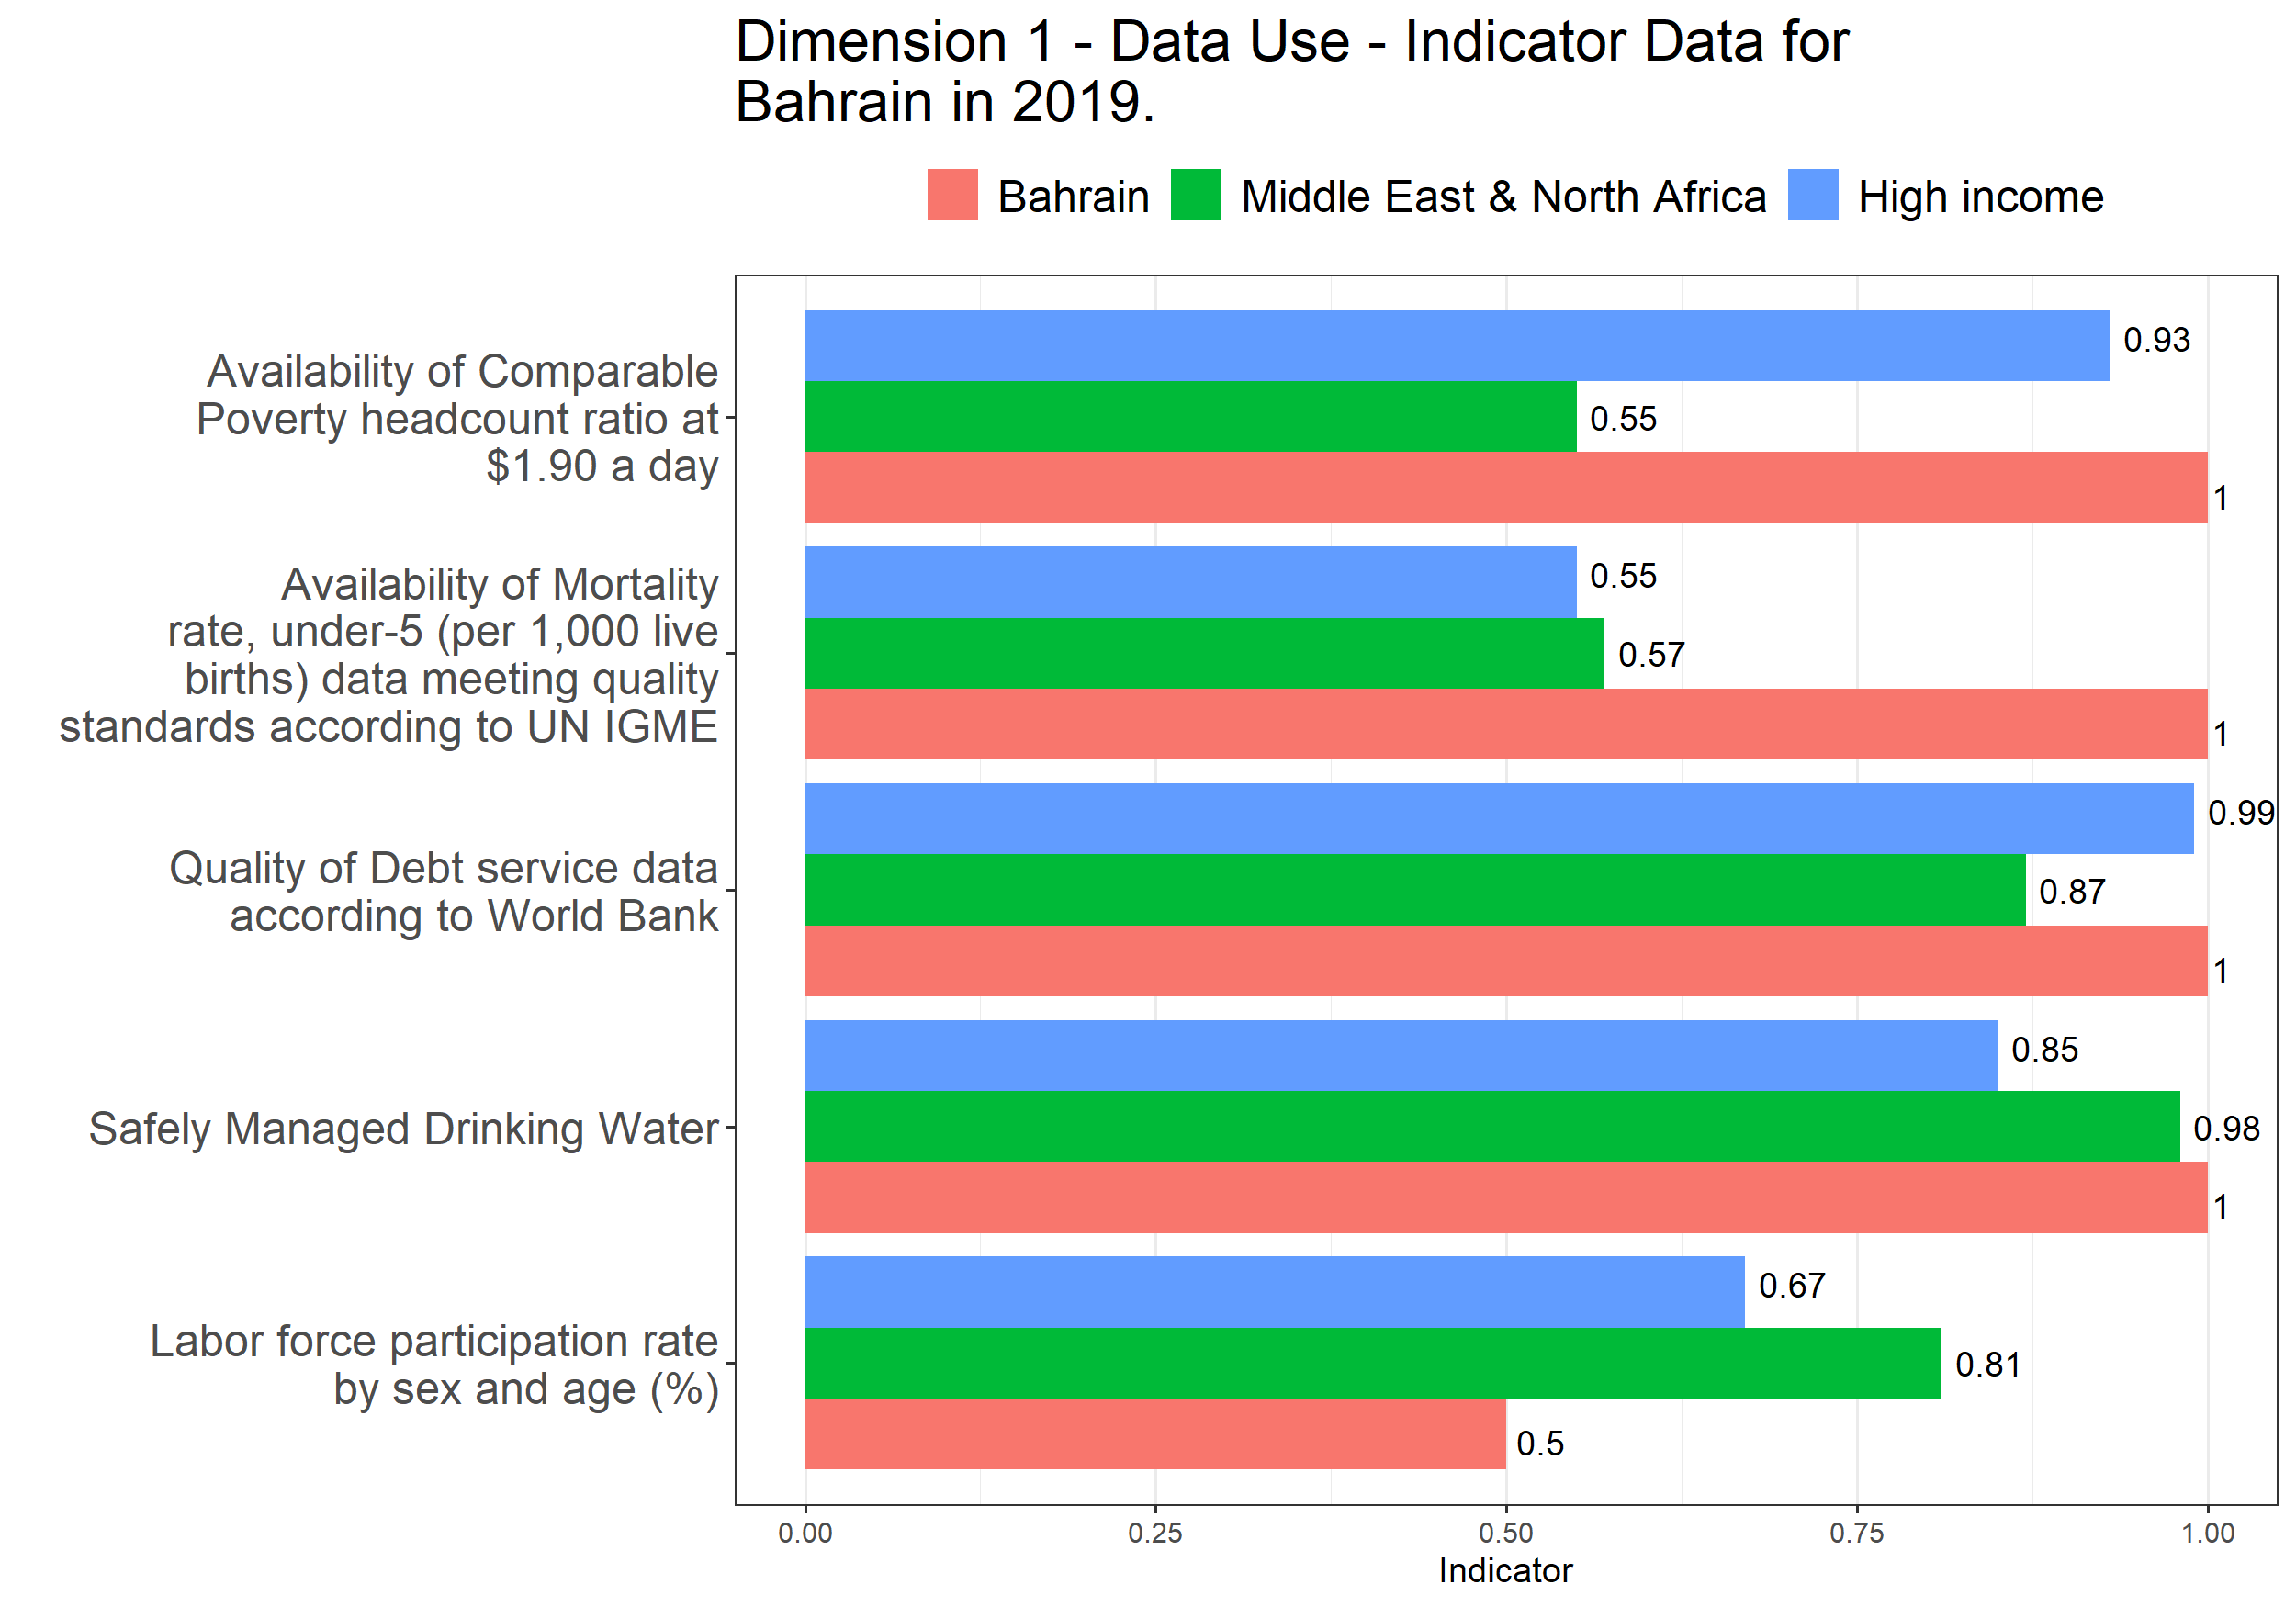 Dimension 1 - Data Use - Indicator Data for
Bahrain in 2019.
Bahrain
Middle East & North Africa
High income
Availability of Comparable
Poverty headcount ratio at
$1.90 a day
0.93
0.55
1
Availability of Mortality
rate, under-5 (per 1,000 live
births) data meeting quality
standards according to UN IGME
0.55
0.57
1
Quality of Debt service data
according to World Bank
0.99
0.87
1
Safely Managed Drinking Water
0.85
0.98
1
Labor force participation rate
by sex and age (%)
0.67
0.81
0.5
0.00
0.25
0.50
0.75
1.00
Indicator